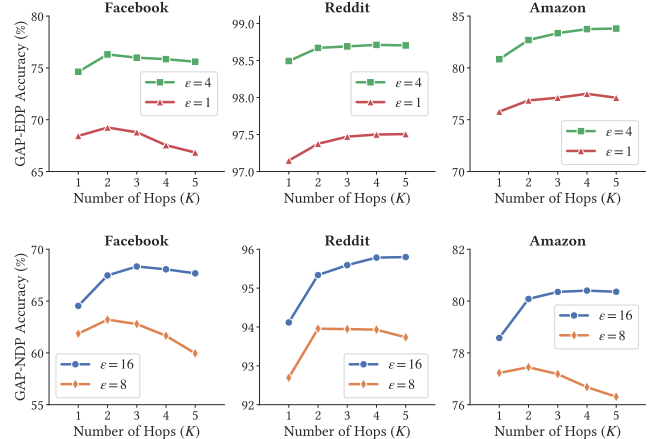 Facebook
Reddit
Amazon
GAP-EDP Accuracy (%)
80
75
70
65
ε = 4
ε = 1
1 2 3 4 5
Number of Hops (K)
99.0
98.5
98.0
97.5
97.0
ε = 4
ε = 1
1 2 3 4 5
Number of Hops (K)
85
80
75
70
ε = 4
ε = 1
1 2 3 4 5
Number of Hops (K)
Facebook
Reddit
Amazon
GAP-NDP Accuracy (%)
70
65
60
55
ε = 16
ε = 8
1 2 3 4 5
Number of Hops (K)
96
95
94
93
92
ε = 16
ε = 8
1 2 3 4 5
Number of Hops (K)
82
80
78
76
ε = 16
ε = 8
1 2 3 4 5
Number of Hops (K)